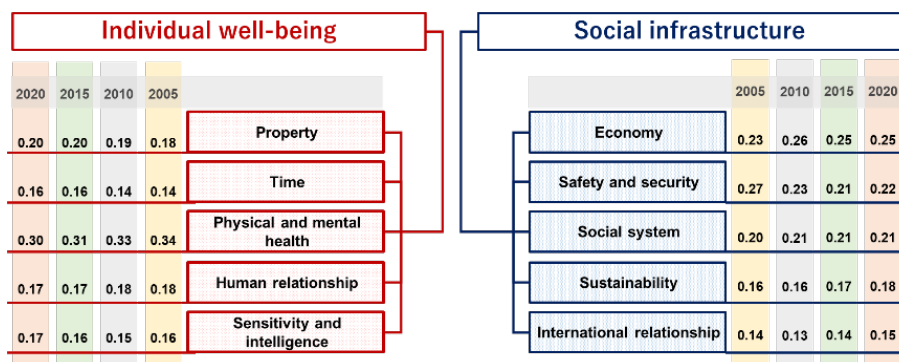 Individual well-being
Social infrastructure
2020 2015 2010 2005
0.20 0.20 0.19 0.18 Property
0.16 0.16 0.14 0.14 Time
0.30 0.31 0.33 0.34 Physical and mental
health
0.17 0.17 0.18 0.18 Human relationship
0.17 0.16 0.15 0.16 Sensitivity and
intelligence
2005 2010 2015 2020
Economy 0.23 0.26 0.25 0.25
Safety and security 0.27 0.23 0.21 0.22
Social system 0.20 0.21 0.21 0.21
Sustainability 0.16 0.16 0.17 0.18
International relationship 0.14 0.13 0.14 0.15